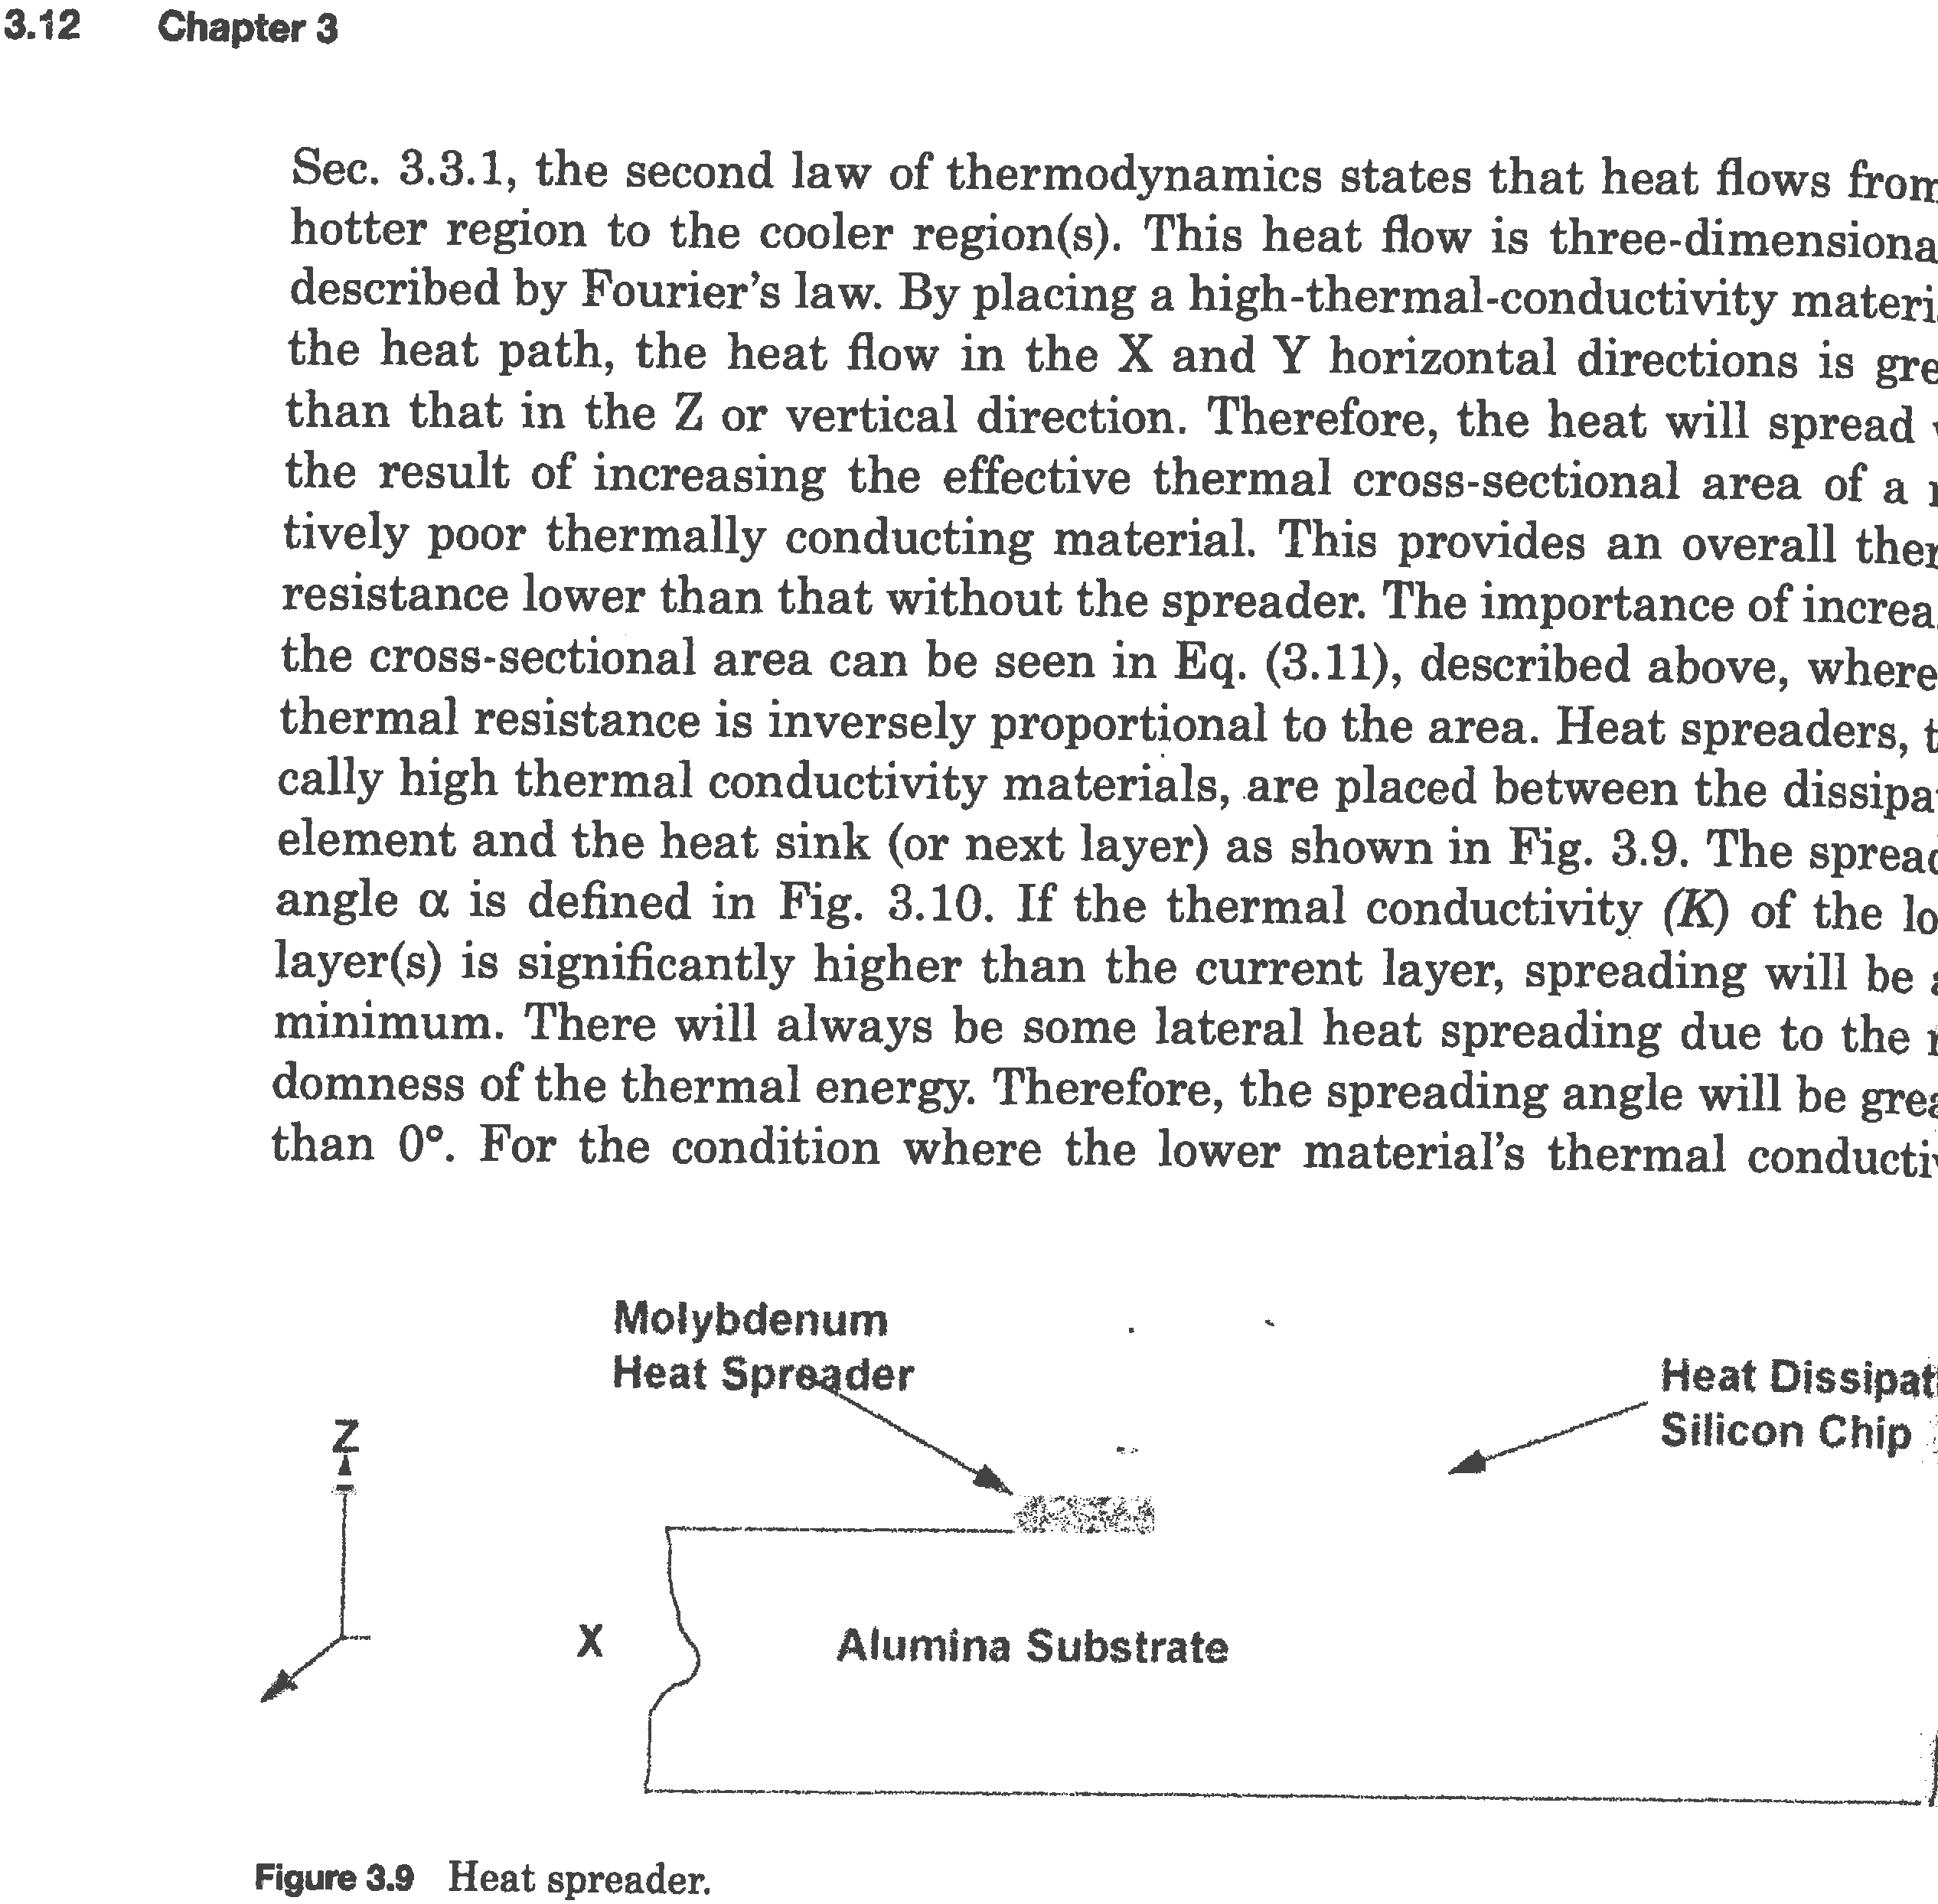 3.12 Chapter 3
Sec. 3.3.1, the second law of thermodynamics states that heat flows from
hotter region to the cooler region(s). This heat flow is three-dimensiona
described by Fourier's law. By placing a high-thermal-conductivity materi
the heat path, the heat flow in the X and Y horizontal directions is gre
than that in the Z or vertical direction. Therefore, the heat will spread
the result of increasing the effective thermal cross-sectional area of a
tively poor thermally conducting material. This provides an overall ther
resistance lower than that without the spreader. The importance of increa
the cross-sectional area can be seen in Eq. (3.11), described above, where
thermal resistance is inversely proportional to the area. Heat spreaders, t
cally high thermal conductivity materials, are placed between the dissipa
element and the heat sink (or next layer) as shown in Fig. 3.9. The spread
angle α is defined in Fig. 3.10. If the thermal conductivity (K) of the lo
layer(s) is significantly higher than the current layer, spreading will be a
minimum. There will always be some lateral heat spreading due to the r
domness of the thermal energy. Therefore, the spreading angle will be grea
than 0°. For the condition where the lower material's thermal conducti
Molybdenum
Heat Spreader
Heat Dissipat
Silicon Chip
Z
X
Alumina Substrate
Figure 3.9 Heat spreader.